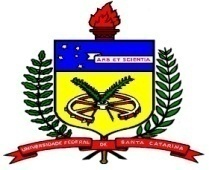 ARS ET SCIENTIA
UNIVERSIDADE FEDERAL DE SANTA CATARINA